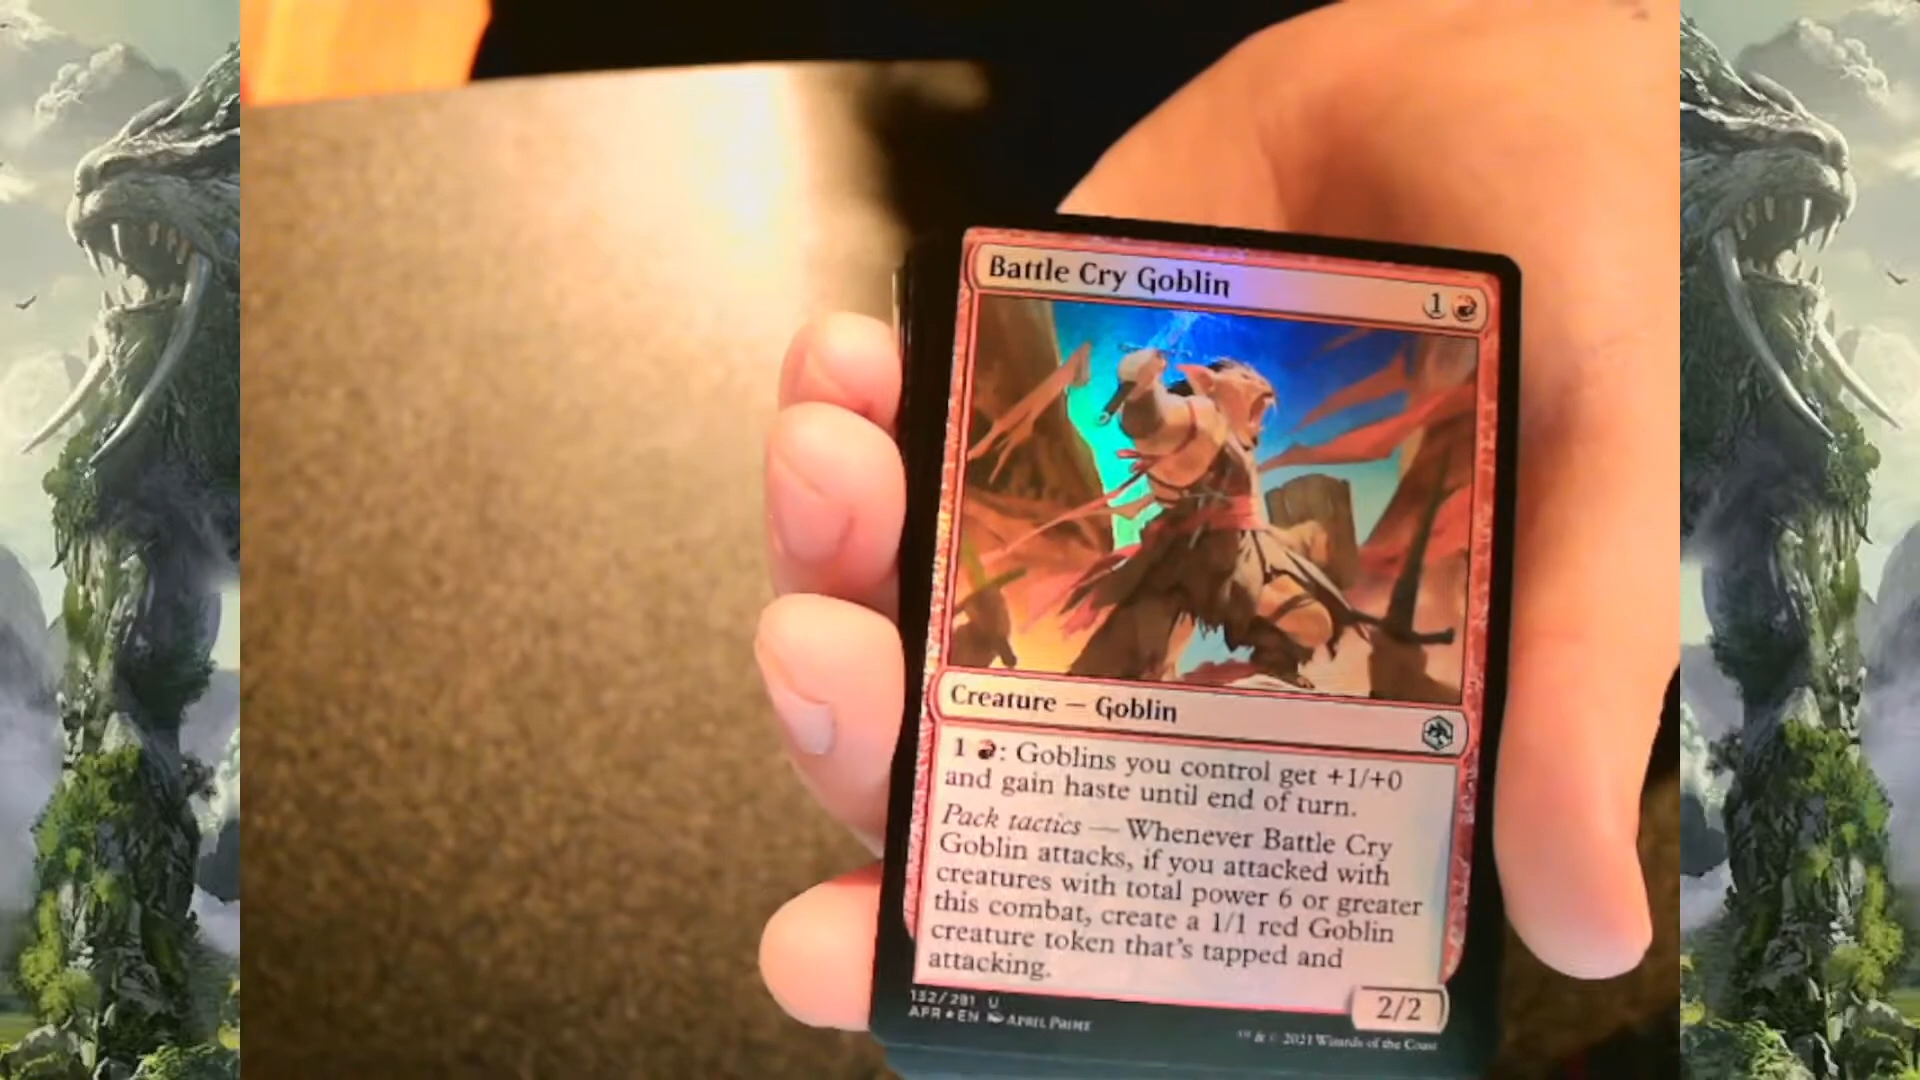 Battle Cry Goblin
1
Creature — Goblin
1 : Goblins you control get +1/+0
and gain haste until end of turn.
Pack tactics — Whenever Battle Cry
Goblin attacks, if you attacked with
creatures with total power 6 or greater
this combat, create a 1/1 red Goblin
creature token that's tapped and
attacking.
2/2
132/281 U
AFR★EN APRIL PRIME
™ & © 2021 Wizards of the Coast